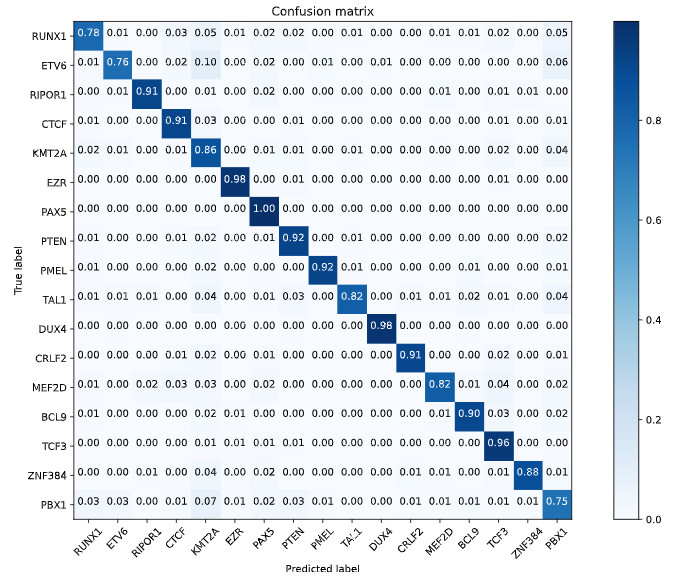 Confusion matrix
RUNX1 0.78 0.01 0.00 0.03 0.05 0.01 0.02 0.02 0.00 0.01 0.00 0.00 0.01 0.01 0.02 0.00 0.05
ETV6 0.01 0.76 0.00 0.02 0.10 0.00 0.02 0.00 0.01 0.00 0.01 0.00 0.00 0.00 0.01 0.00 0.06
RIPOR1 0.00 0.01 0.91 0.00 0.01 0.00 0.02 0.00 0.00 0.00 0.00 0.00 0.01 0.00 0.01 0.01 0.00
CTCF 0.01 0.00 0.00 0.91 0.03 0.00 0.00 0.01 0.00 0.00 0.00 0.00 0.00 0.00 0.00 0.00 0.01
KMT2A 0.02 0.01 0.00 0.01 0.86 0.00 0.01 0.01 0.00 0.01 0.00 0.00 0.00 0.00 0.02 0.00 0.04
EZR 0.00 0.00 0.00 0.00 0.00 0.98 0.00 0.00 0.00 0.00 0.00 0.00 0.00 0.00 0.01 0.00 0.00
PAX5 0.00 0.00 0.00 0.00 0.00 0.00 1.00 0.00 0.00 0.00 0.00 0.00 0.00 0.00 0.00 0.00 0.00
PTEN 0.01 0.00 0.00 0.01 0.02 0.00 0.01 0.92 0.00 0.01 0.00 0.00 0.00 0.00 0.00 0.00 0.02
PMEL 0.01 0.00 0.00 0.00 0.02 0.00 0.00 0.00 0.92 0.01 0.00 0.00 0.00 0.01 0.00 0.00 0.01
TAL1 0.01 0.01 0.01 0.00 0.04 0.00 0.01 0.03 0.00 0.82 0.00 0.01 0.01 0.02 0.01 0.00 0.04
DUX4 0.00 0.00 0.00 0.00 0.00 0.00 0.00 0.00 0.00 0.00 0.98 0.00 0.00 0.00 0.00 0.00 0.00
CRLF2 0.00 0.00 0.00 0.01 0.02 0.00 0.01 0.00 0.00 0.00 0.00 0.91 0.00 0.00 0.02 0.00 0.01
MEF2D 0.01 0.00 0.02 0.03 0.03 0.00 0.02 0.00 0.00 0.00 0.00 0.00 0.82 0.01 0.04 0.00 0.02
BCL9 0.01 0.00 0.00 0.00 0.02 0.01 0.00 0.00 0.00 0.00 0.00 0.00 0.01 0.90 0.03 0.00 0.02
TCF3 0.00 0.00 0.00 0.00 0.01 0.01 0.01 0.01 0.00 0.00 0.00 0.00 0.00 0.00 0.96 0.00 0.00
ZNF384 0.00 0.00 0.01 0.00 0.04 0.00 0.02 0.00 0.00 0.00 0.00 0.00 0.01 0.00 0.02 0.88 0.01
PBX1 0.03 0.03 0.00 0.01 0.07 0.01 0.02 0.03 0.01 0.00 0.00 0.01 0.01 0.00 0.01 0.01 0.75
RUNX1 ETV6 RIPOR1 CTCF KMT2A EZR PAX5 PTEN PMEL TAL1 DUX4 CRLF2 MEF2D BCL9 TCF3 ZNF384 PBX1
Predicted label
True label
0.8
0.6
0.4
0.2
0.0